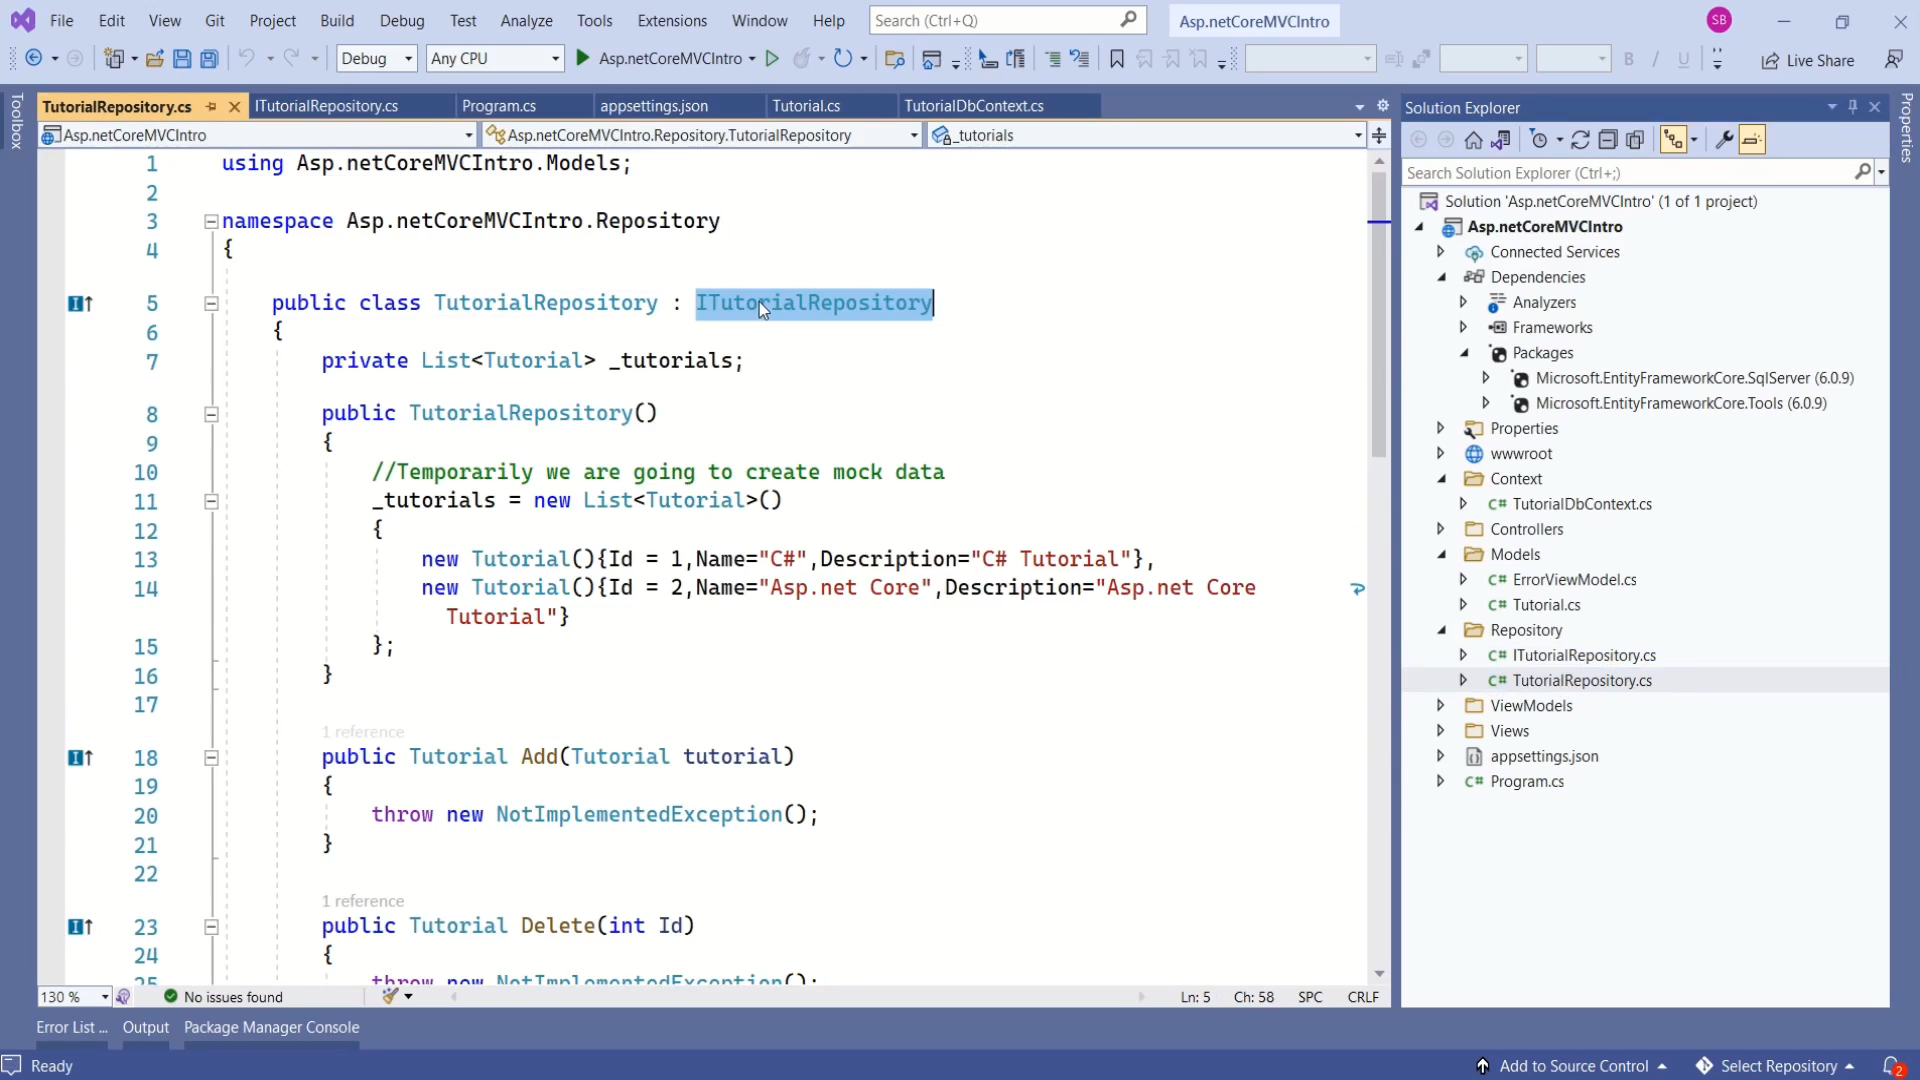 File Edit View Git Project Build Debug Test Analyze Tools Extensions Window Help Search (Ctrl+Q) Asp.netCoreMVCIntro SB
Debug Any CPU Asp.netCoreMVCIntro Live Share
Toolbox
TutorialRepository.cs ITutorialRepository.cs Program.cs appsettings.json Tutorial.cs TutorialDbContext.cs
Asp.netCoreMVCIntro Asp.netCoreMVCIntro.Repository.TutorialRepository _tutorials
1 using Asp.netCoreMVCIntro.Models;
2
3 namespace Asp.netCoreMVCIntro.Repository
4 {
5 public class TutorialRepository : ITutorialRepository
6 {
7 private List<Tutorial> _tutorials;
8 public TutorialRepository()
9 {
10 //Temporarily we are going to create mock data
11 _tutorials = new List<Tutorial>()
12 {
13 new Tutorial(){Id = 1,Name="C#",Description="C# Tutorial"},
14 new Tutorial(){Id = 2,Name="Asp.net Core",Description="Asp.net Core
Tutorial"}
15 };
16 }
17
1 reference
18 public Tutorial Add(Tutorial tutorial)
19 {
20 throw new NotImplementedException();
21 }
22
1 reference
23 public Tutorial Delete(int Id)
24 {
25 throw new NotImplementedException();
130 % No issues found Ln: 5 Ch: 58 SPC CRLF
Solution Explorer
Search Solution Explorer (Ctrl+;)
Solution 'Asp.netCoreMVCIntro' (1 of 1 project)
Asp.netCoreMVCIntro
Connected Services
Dependencies
Analyzers
Frameworks
Packages
Microsoft.EntityFrameworkCore.SqlServer (6.0.9)
Microsoft.EntityFrameworkCore.Tools (6.0.9)
Properties
wwwroot
Context
C# TutorialDbContext.cs
Controllers
Models
C# ErrorViewModel.cs
C# Tutorial.cs
Repository
C# ITutorialRepository.cs
C# TutorialRepository.cs
ViewModels
Views
appsettings.json
C# Program.cs
Properties
Error List ... Output Package Manager Console
Ready Add to Source Control Select Repository 2